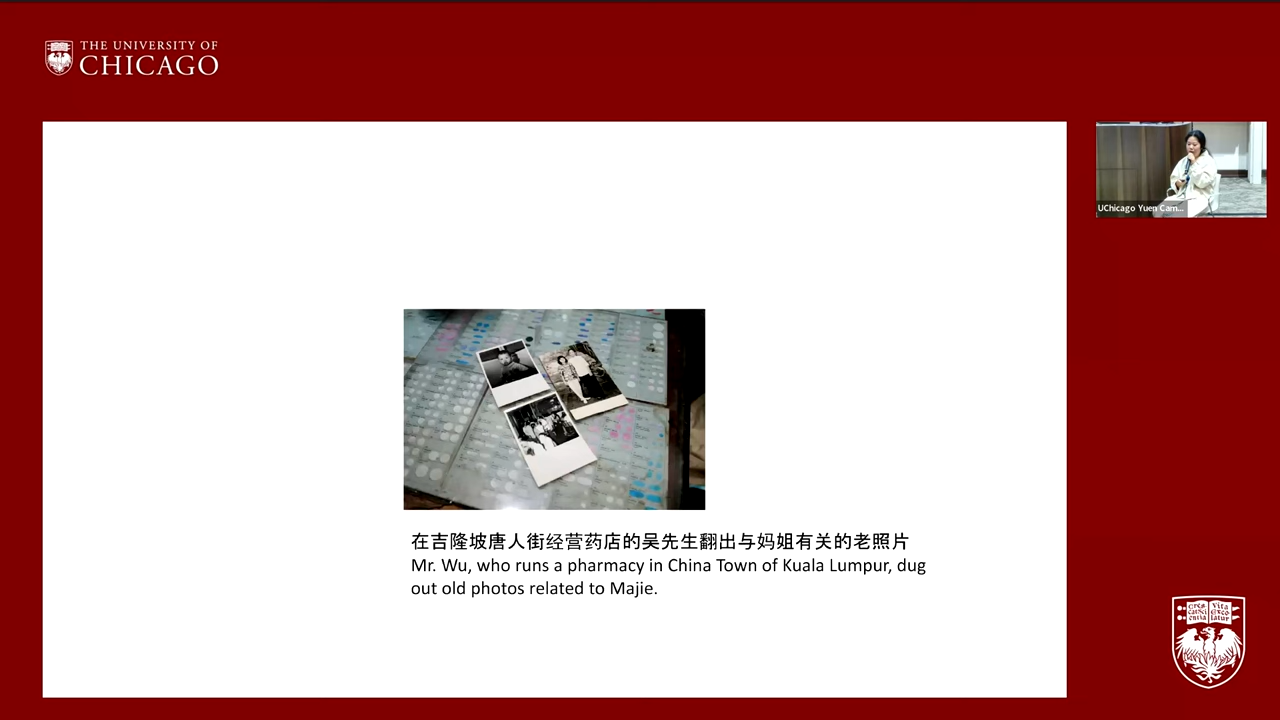 THE UNIVERSITY OF
CHICAGO
UChicago Yuen Cam...
在吉隆坡唐人街经营药店的吴先生翻出与妈姐有关的老照片
Mr. Wu, who runs a pharmacy in China Town of Kuala Lumpur, dug
out old photos related to Majie.